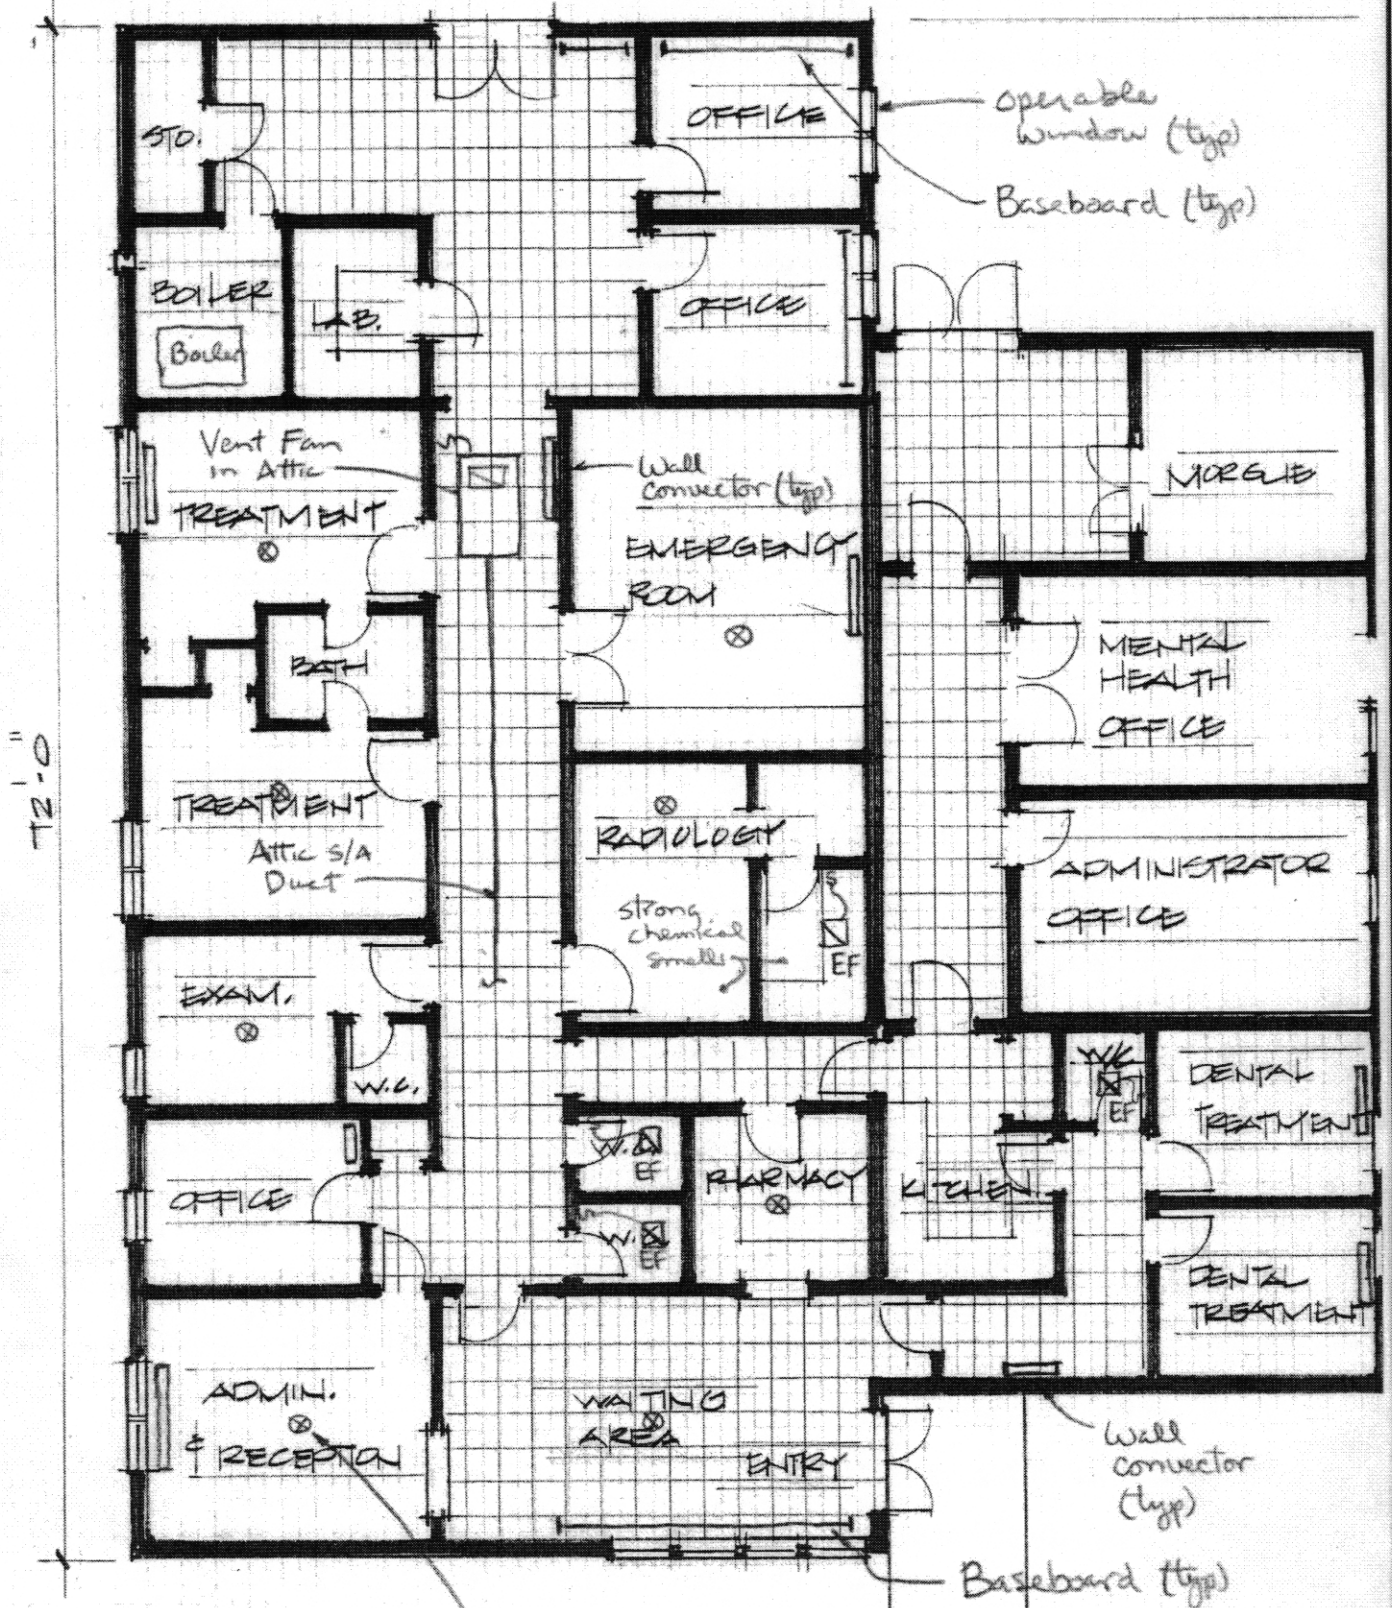 operable
window (typ)
OFFICE
STO.
Baseboard (typ)
BOILER
OFFICE
LAB.
Boiler
Vent Fan
in Attic
Wall
convector (typ)
MORGUE
TREATMENT
EMERGENCY
ROOM
MENTAL
HEALTH
OFFICE
BATH
72'-0"
TREATMENT
RADIOLOGY
Attic S/A
Duct
ADMINISTRATOR
OFFICE
strong
chemical
smells
S
EF
EXAM.
W.C.
W.C.
EF
DENTAL
TREATMENT
W.C.
EF
PHARMACY
KITCHEN
OFFICE
W.C.
EF
DENTAL
TREATMENT
ADMIN.
& RECEPTION
WAITING
AREA
ENTRY
Wall
convector
(typ)
Baseboard (typ)